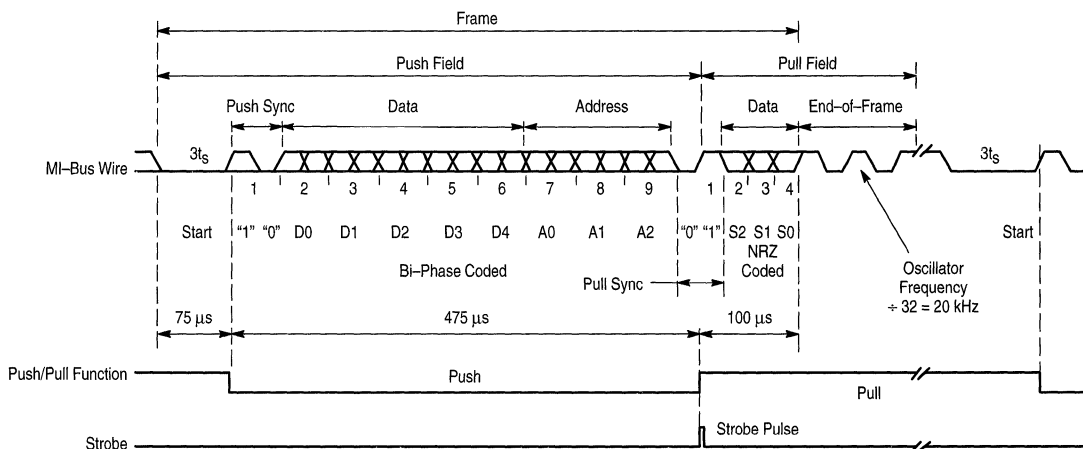 Frame
Push Field
Pull Field
Push Sync
Data
Address
Data
End–of–Frame
MI–Bus Wire
3tS
3tS
1 2 3 4 5 6 7 8 9 1 2 3 4
Start “1” “0” D0 D1 D2 D3 D4 A0 A1 A2 “0” “1” S2 S1 S0 Start
Bi–Phase Coded
NRZ
Coded
Pull Sync
Oscillator
Frequency
÷ 32 = 20 kHz
75 µs
475 µs
100 µs
Push/Pull Function
Push
Pull
Strobe
Strobe Pulse